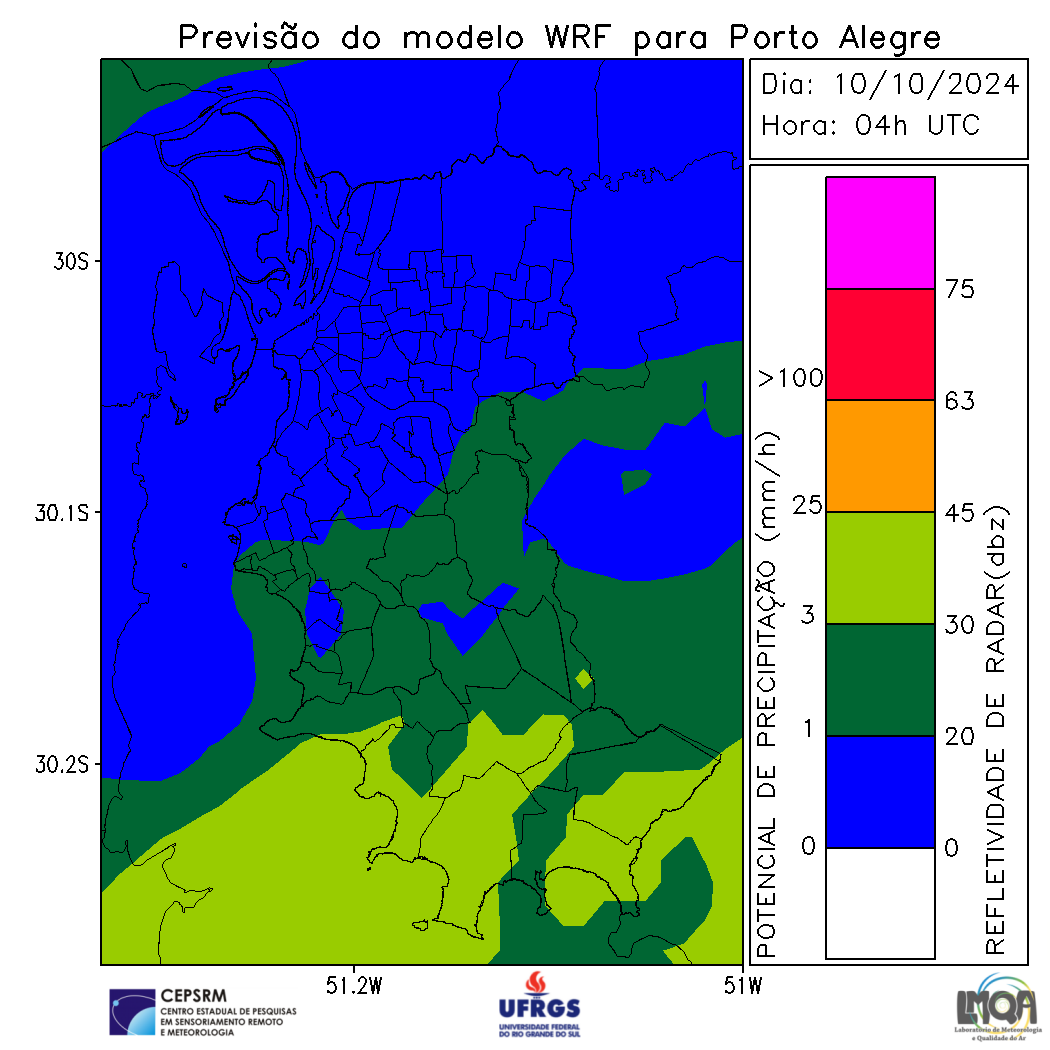 Previsão do modelo WRF para Porto Alegre
Dia: 10/10/2024
Hora: 04h UTC
30S
30.1S
30.2S
51.2W
51W
POTENCIAL DE PRECIPITAÇÃO (mm/h)
>100
25
3
1
0
75
63
45
30
20
0
REFLETIVIDADE DE RADAR(dbz)
CEPSRM
CENTRO ESTADUAL DE PESQUISAS
EM SENSORIAMENTO REMOTO
E METEOROLOGIA
UFRGS
UNIVERSIDADE FEDERAL
DO RIO GRANDE DO SUL
LMQA
Laboratório de Meteorologia
e Qualidade do Ar